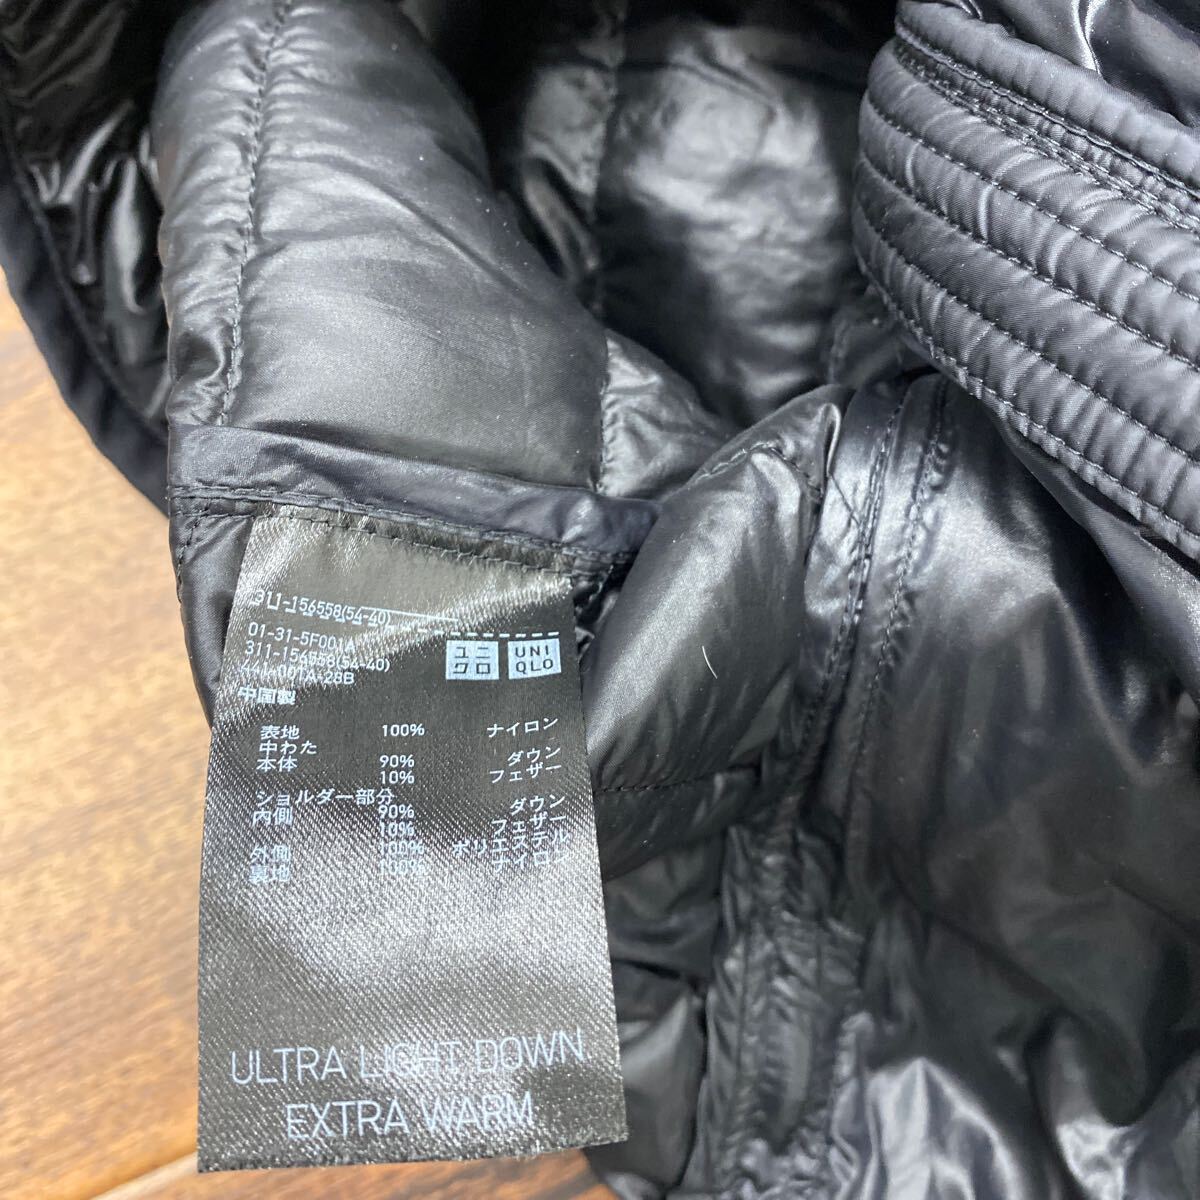 311-156558(54-40)
01-31-5F001A
311-156558(54-40)
441-001A-28B
中国製
ユニクロ
UNIQLO
表地 100% ナイロン
中わた
本体 90% ダウン
10% フェザー
ショルダー部分
内側 90% ダウン
10% フェザー
外側 100% ポリエステル
裏地 100% ナイロン
ULTRA LIGHT DOWN
EXTRA WARM